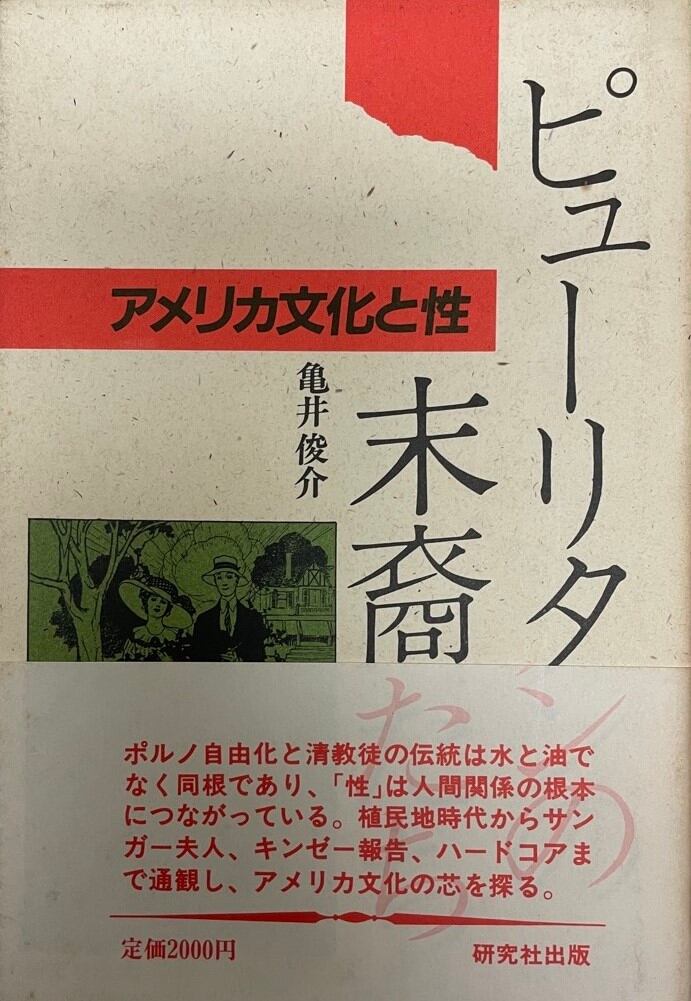 ピューリタンの
末裔たち
アメリカ文化と性
亀井俊介
ポルノ自由化と清教徒の伝統は水と油で
なく同根であり、「性」は人間関係の根本
につながっている。植民地時代からサン
ガー夫人、キンゼー報告、ハードコアま
で通観し、アメリカ文化の芯を探る。
定価2000円
研究社出版